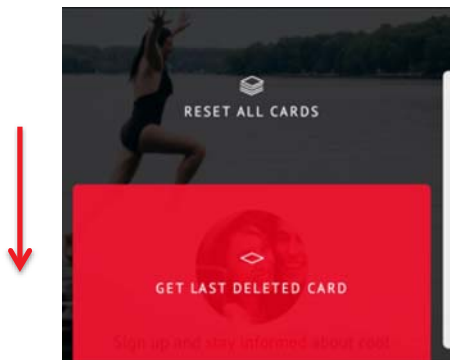 RESET ALL CARDS
GET LAST DELETED CARD
Sign up and stay informed about cool